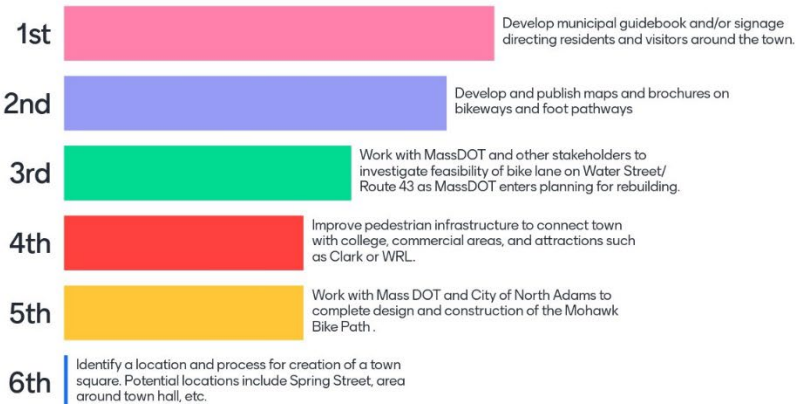 1st
Develop municipal guidebook and/or signage
directing residents and visitors around the town.
2nd
Develop and publish maps and brochures on
bikeways and foot pathways
3rd
Work with MassDOT and other stakeholders to
investigate feasibility of bike lane on Water Street/
Route 43 as MassDOT enters planning for rebuilding.
4th
Improve pedestrian infrastructure to connect town
with college, commercial areas, and attractions such
as Clark or WRL.
5th
Work with Mass DOT and City of North Adams to
complete design and construction of the Mohawk
Bike Path .
6th
Identify a location and process for creation of a town
square. Potential locations include Spring Street, area
around town hall, etc.